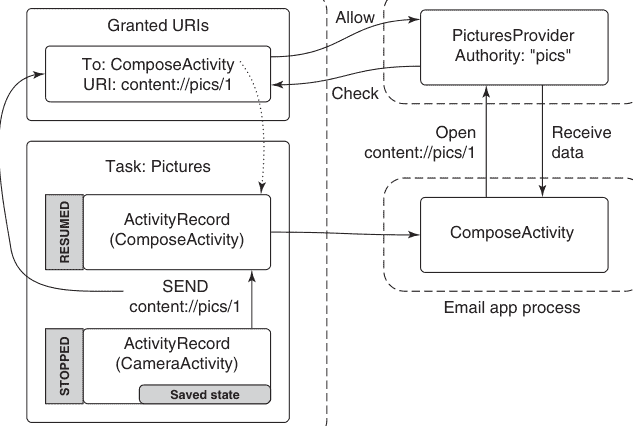 Granted URIs
To: ComposeActivity
URI: content://pics/1
Allow
Check
PicturesProvider
Authority: "pics"
Open
content://pics/1
Receive
data
Task: Pictures
RESUMED
ActivityRecord
(ComposeActivity)
ComposeActivity
Email app process
SEND
content://pics/1
STOPPED
ActivityRecord
(CameraActivity)
Saved state